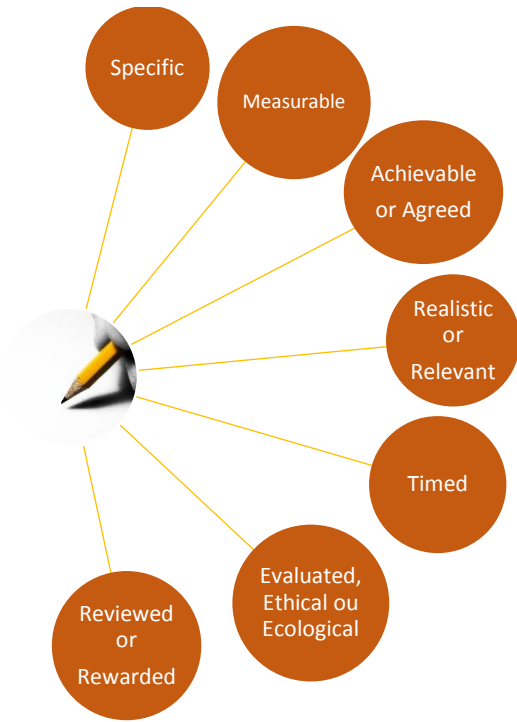 Specific
Measurable
Achievable
or Agreed
Realistic
or
Relevant
Timed
Evaluated,
Ethical ou
Ecological
Reviewed
or
Rewarded